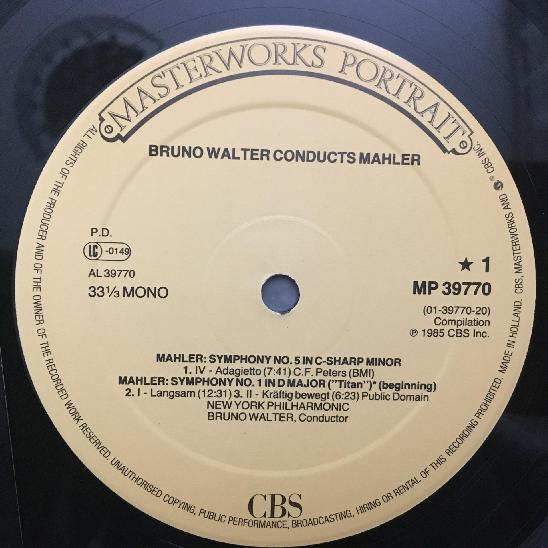 MASTERWORKS PORTRAIT
BRUNO WALTER CONDUCTS MAHLER
P.D.
LC -0149
AL 39770
33⅓ MONO
★ 1
MP 39770
(01-39770-20)
Compilation
℗ 1985 CBS Inc.
MAHLER: SYMPHONY NO. 5 IN C-SHARP MINOR
1. IV - Adagietto (7:41) C.F. Peters (BMI)
MAHLER: SYMPHONY NO. 1 IN D MAJOR ("Titan")* (beginning)
2. I - Langsam (12:31) 3. II - Kräftig bewegt (6:23) Public Domain
NEW YORK PHILHARMONIC
BRUNO WALTER, Conductor
CBS
ALL RIGHTS OF THE PRODUCER AND OF THE OWNER OF THE RECORDED WORK RESERVED. UNAUTHORISED COPYING, PUBLIC PERFORMANCE, BROADCASTING, HIRING OR RENTAL OF THIS RECORDING PROHIBITED. MADE IN HOLLAND. CBS, MASTERWORKS AND ® CBS INC.